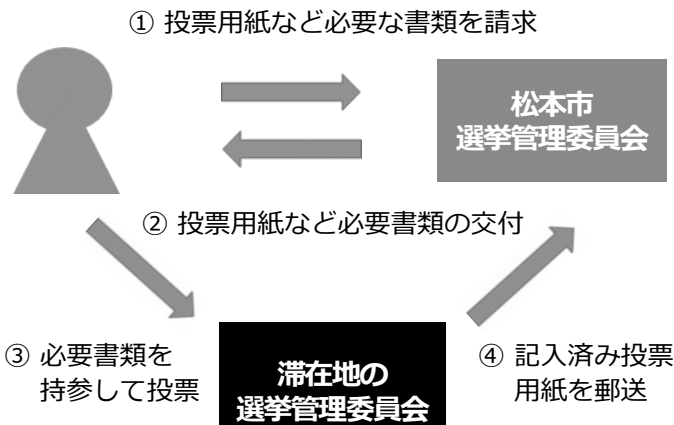 ① 投票用紙など必要な書類を請求
松本市
選挙管理委員会
② 投票用紙など必要書類の交付
③ 必要書類を
持参して投票
滞在地の
選挙管理委員会
④ 記入済み投票
用紙を郵送